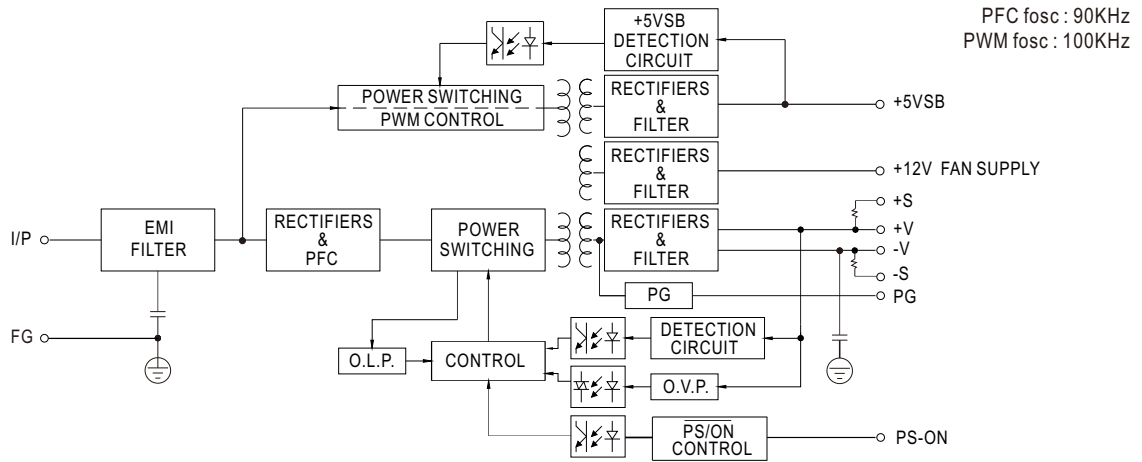 PFC fosc : 90KHz
PWM fosc : 100KHz
+5VSB
DETECTION
CIRCUIT
POWER SWITCHING
PWM CONTROL
RECTIFIERS
&
FILTER
+5VSB
RECTIFIERS
&
FILTER
+12V FAN SUPPLY
I/P
EMI
FILTER
RECTIFIERS
&
PFC
POWER
SWITCHING
RECTIFIERS
&
FILTER
+S
+V
-V
-S
PG
PG
FG
O.L.P.
CONTROL
DETECTION
CIRCUIT
O.V.P.
PS/ON
CONTROL
PS-ON